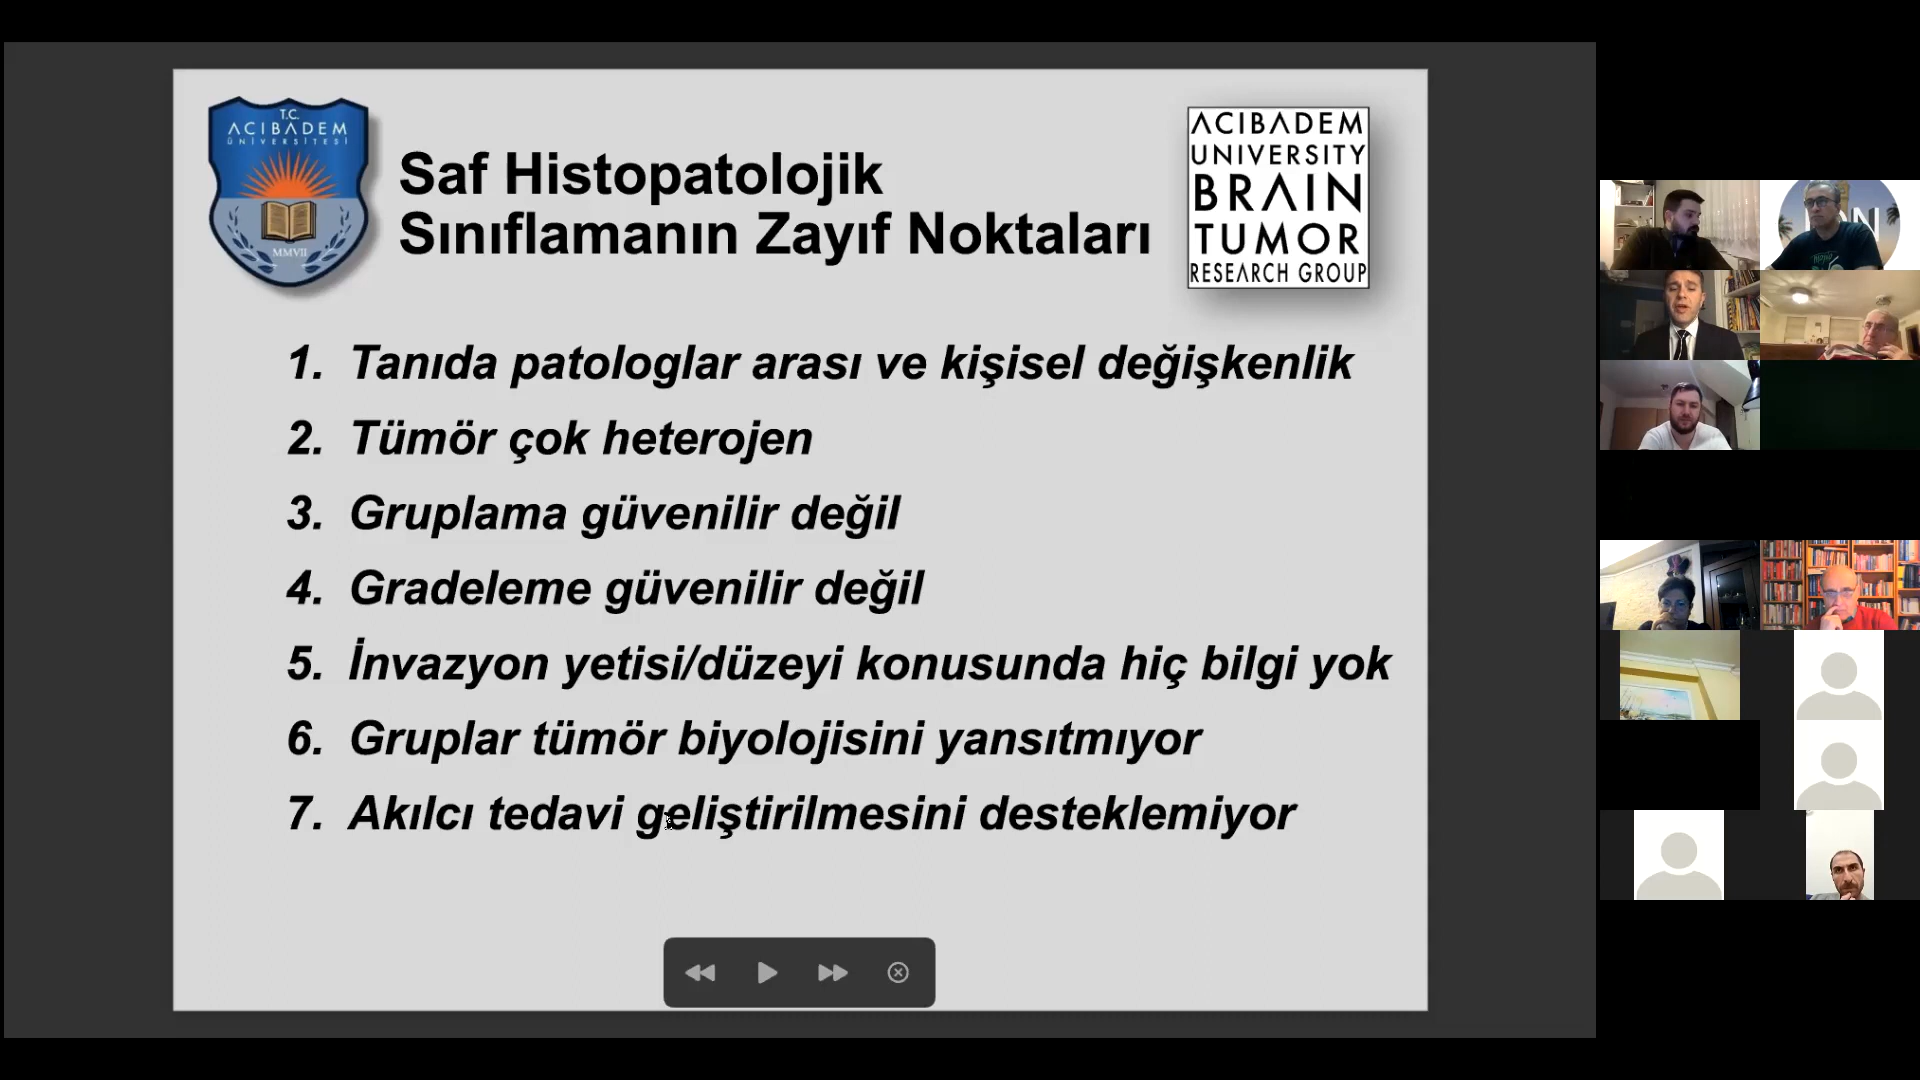 T.C.
ACIBADEM
ÜNİVERSİTESİ
MMVII
Saf Histopatolojik
Sınıflamanın Zayıf Noktaları
ACIBADEM
UNIVERSITY
BRAIN
TUMOR
RESEARCH GROUP
1. Tanıda patologlar arası ve kişisel değişkenlik
2. Tümör çok heterojen
3. Gruplama güvenilir değil
4. Gradeleme güvenilir değil
5. İnvazyon yetisi/düzeyi konusunda hiç bilgi yok
6. Gruplar tümör biyolojisini yansıtmıyor
7. Akılcı tedavi geliştirilmesini desteklemiyor